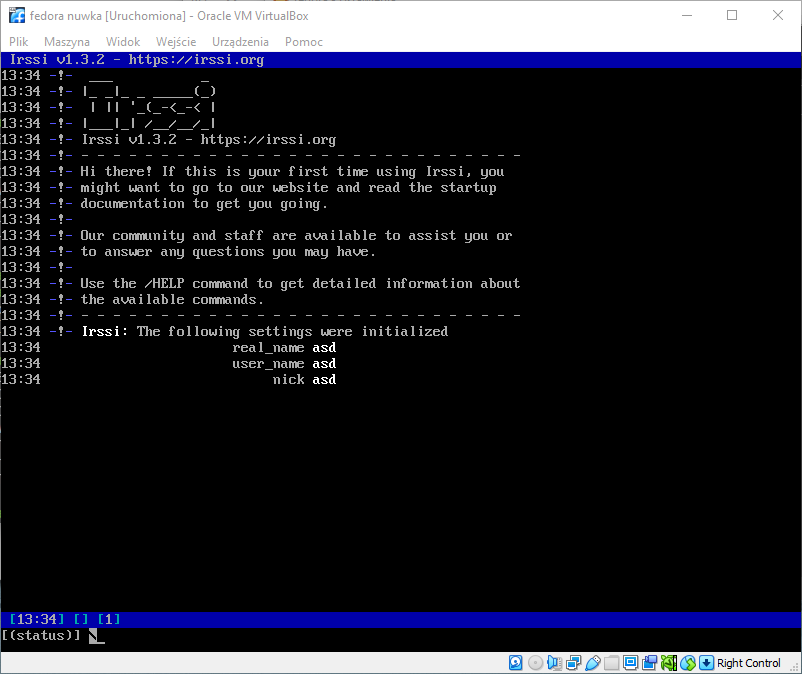 fedora nuwka [Uruchomiona] - Oracle VM VirtualBox
Plik Maszyna Widok Wejście Urządzenia Pomoc
Irssi v1.3.2 - https://irssi.org
13:34 -!-  ___           _
13:34 -!- |_ _|_ _ _____(_)
13:34 -!-  | || '_(_-<_-< |
13:34 -!- |___|_| /__/__/_|
13:34 -!- Irssi v1.3.2 - https://irssi.org
13:34 -!- - - - - - - - - - - - - - - - - - - - - - - - - - - - -
13:34 -!- Hi there! If this is your first time using Irssi, you
13:34 -!- might want to go to our website and read the startup
13:34 -!- documentation to get you going.
13:34 -!-
13:34 -!- Our community and staff are available to assist you or
13:34 -!- to answer any questions you may have.
13:34 -!-
13:34 -!- Use the /HELP command to get detailed information about
13:34 -!- the available commands.
13:34 -!- - - - - - - - - - - - - - - - - - - - - - - - - - - - -
13:34 -!- Irssi: The following settings were initialized
13:34 real_name asd
13:34 user_name asd
13:34 nick asd
[13:34] [] [1]
[(status)]
Right Control